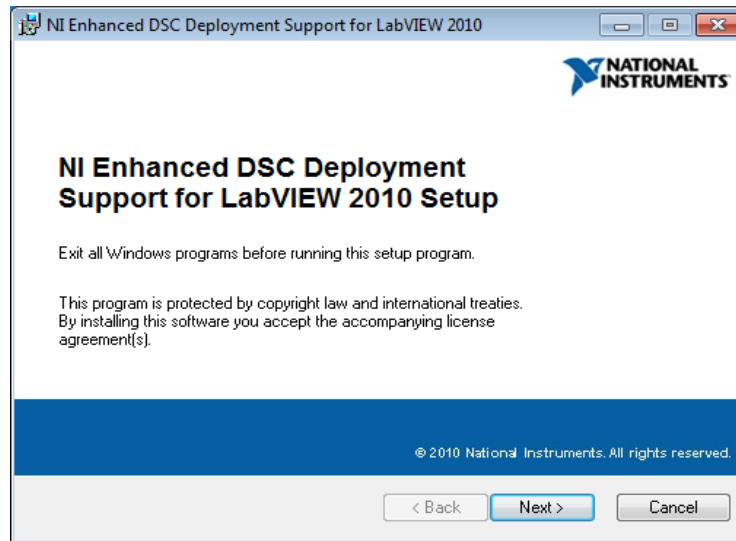 NI Enhanced DSC Deployment Support for LabVIEW 2010
NATIONAL
INSTRUMENTS
NI Enhanced DSC Deployment
Support for LabVIEW 2010 Setup
Exit all Windows programs before running this setup program.
This program is protected by copyright law and international treaties.
By installing this software you accept the accompanying license
agreement(s).
© 2010 National Instruments. All rights reserved.
< Back
Next >
Cancel